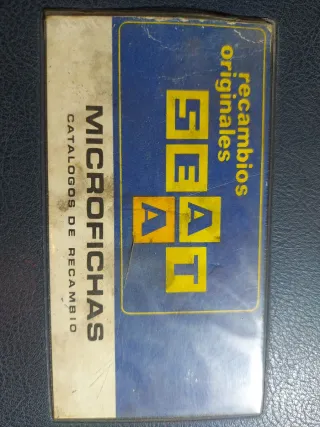 recambios
originales
SEAT
A
MICROFICHAS
CATALOGOS DE RECAMBIO